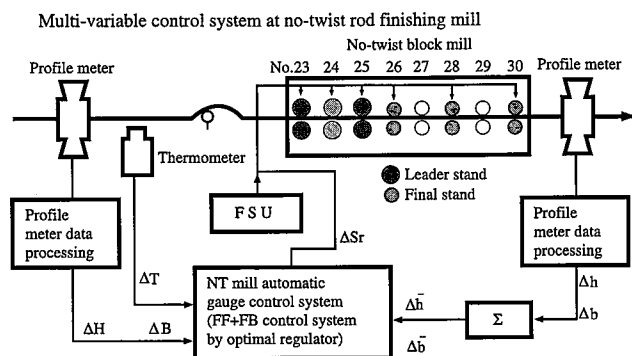 Multi-variable control system at no-twist rod finishing mill
No-twist block mill
Profile meter
No.23 24 25 26 27 28 29 30
Profile meter
Thermometer
Leader stand
Final stand
F S U
Profile
meter data
processing
Profile
meter data
processing
ΔSr
ΔT
NT mill automatic
gauge control system
(FF+FB control system
by optimal regulator)
ΔH ΔB
Δh̄
Δb̄
Σ
Δh
Δb